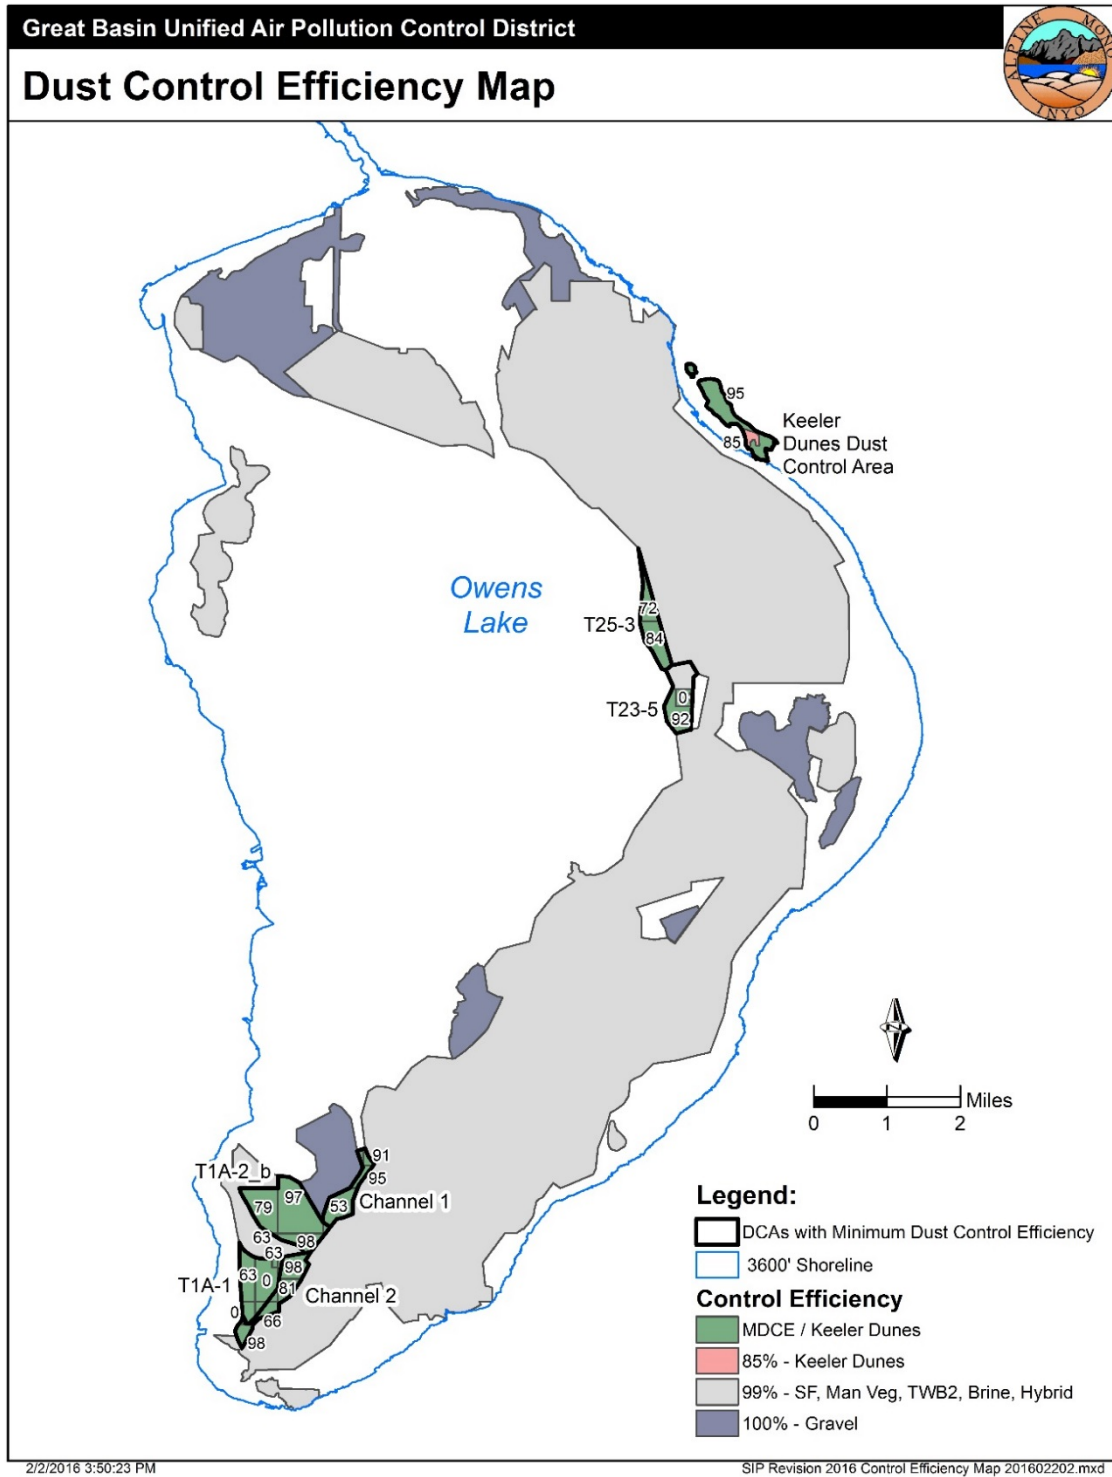 Great Basin Unified Air Pollution Control District
Dust Control Efficiency Map
ALPINE MONO INYO
95
Keeler
85
Dunes Dust
Control Area
Owens
Lake
72
T25-3
84
0
T23-5
92
N
Miles
0 1 2
91
T1A-2_b
95
97
79
53
Channel 1
63
98
63
98
63
T1A-1
0
81
Channel 2
0
66
98
Legend:
DCAs with Minimum Dust Control Efficiency
3600' Shoreline
Control Efficiency
MDCE / Keeler Dunes
85% - Keeler Dunes
99% - SF, Man Veg, TWB2, Brine, Hybrid
100% - Gravel
2/2/2016 3:50:23 PM
SIP Revision 2016 Control Efficiency Map 201602202.mxd